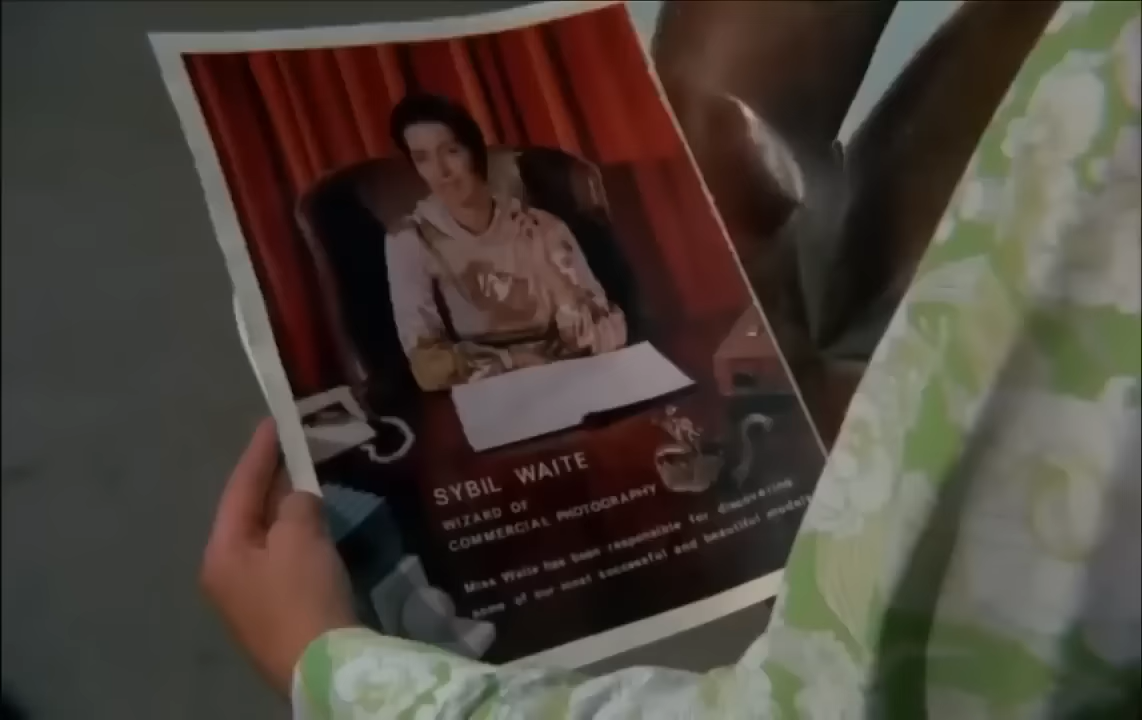 SYBIL WAITE
WIZARD OF
COMMERCIAL PHOTOGRAPHY
Miss Waite has been responsible for discovering
some of our most successful and beautiful models